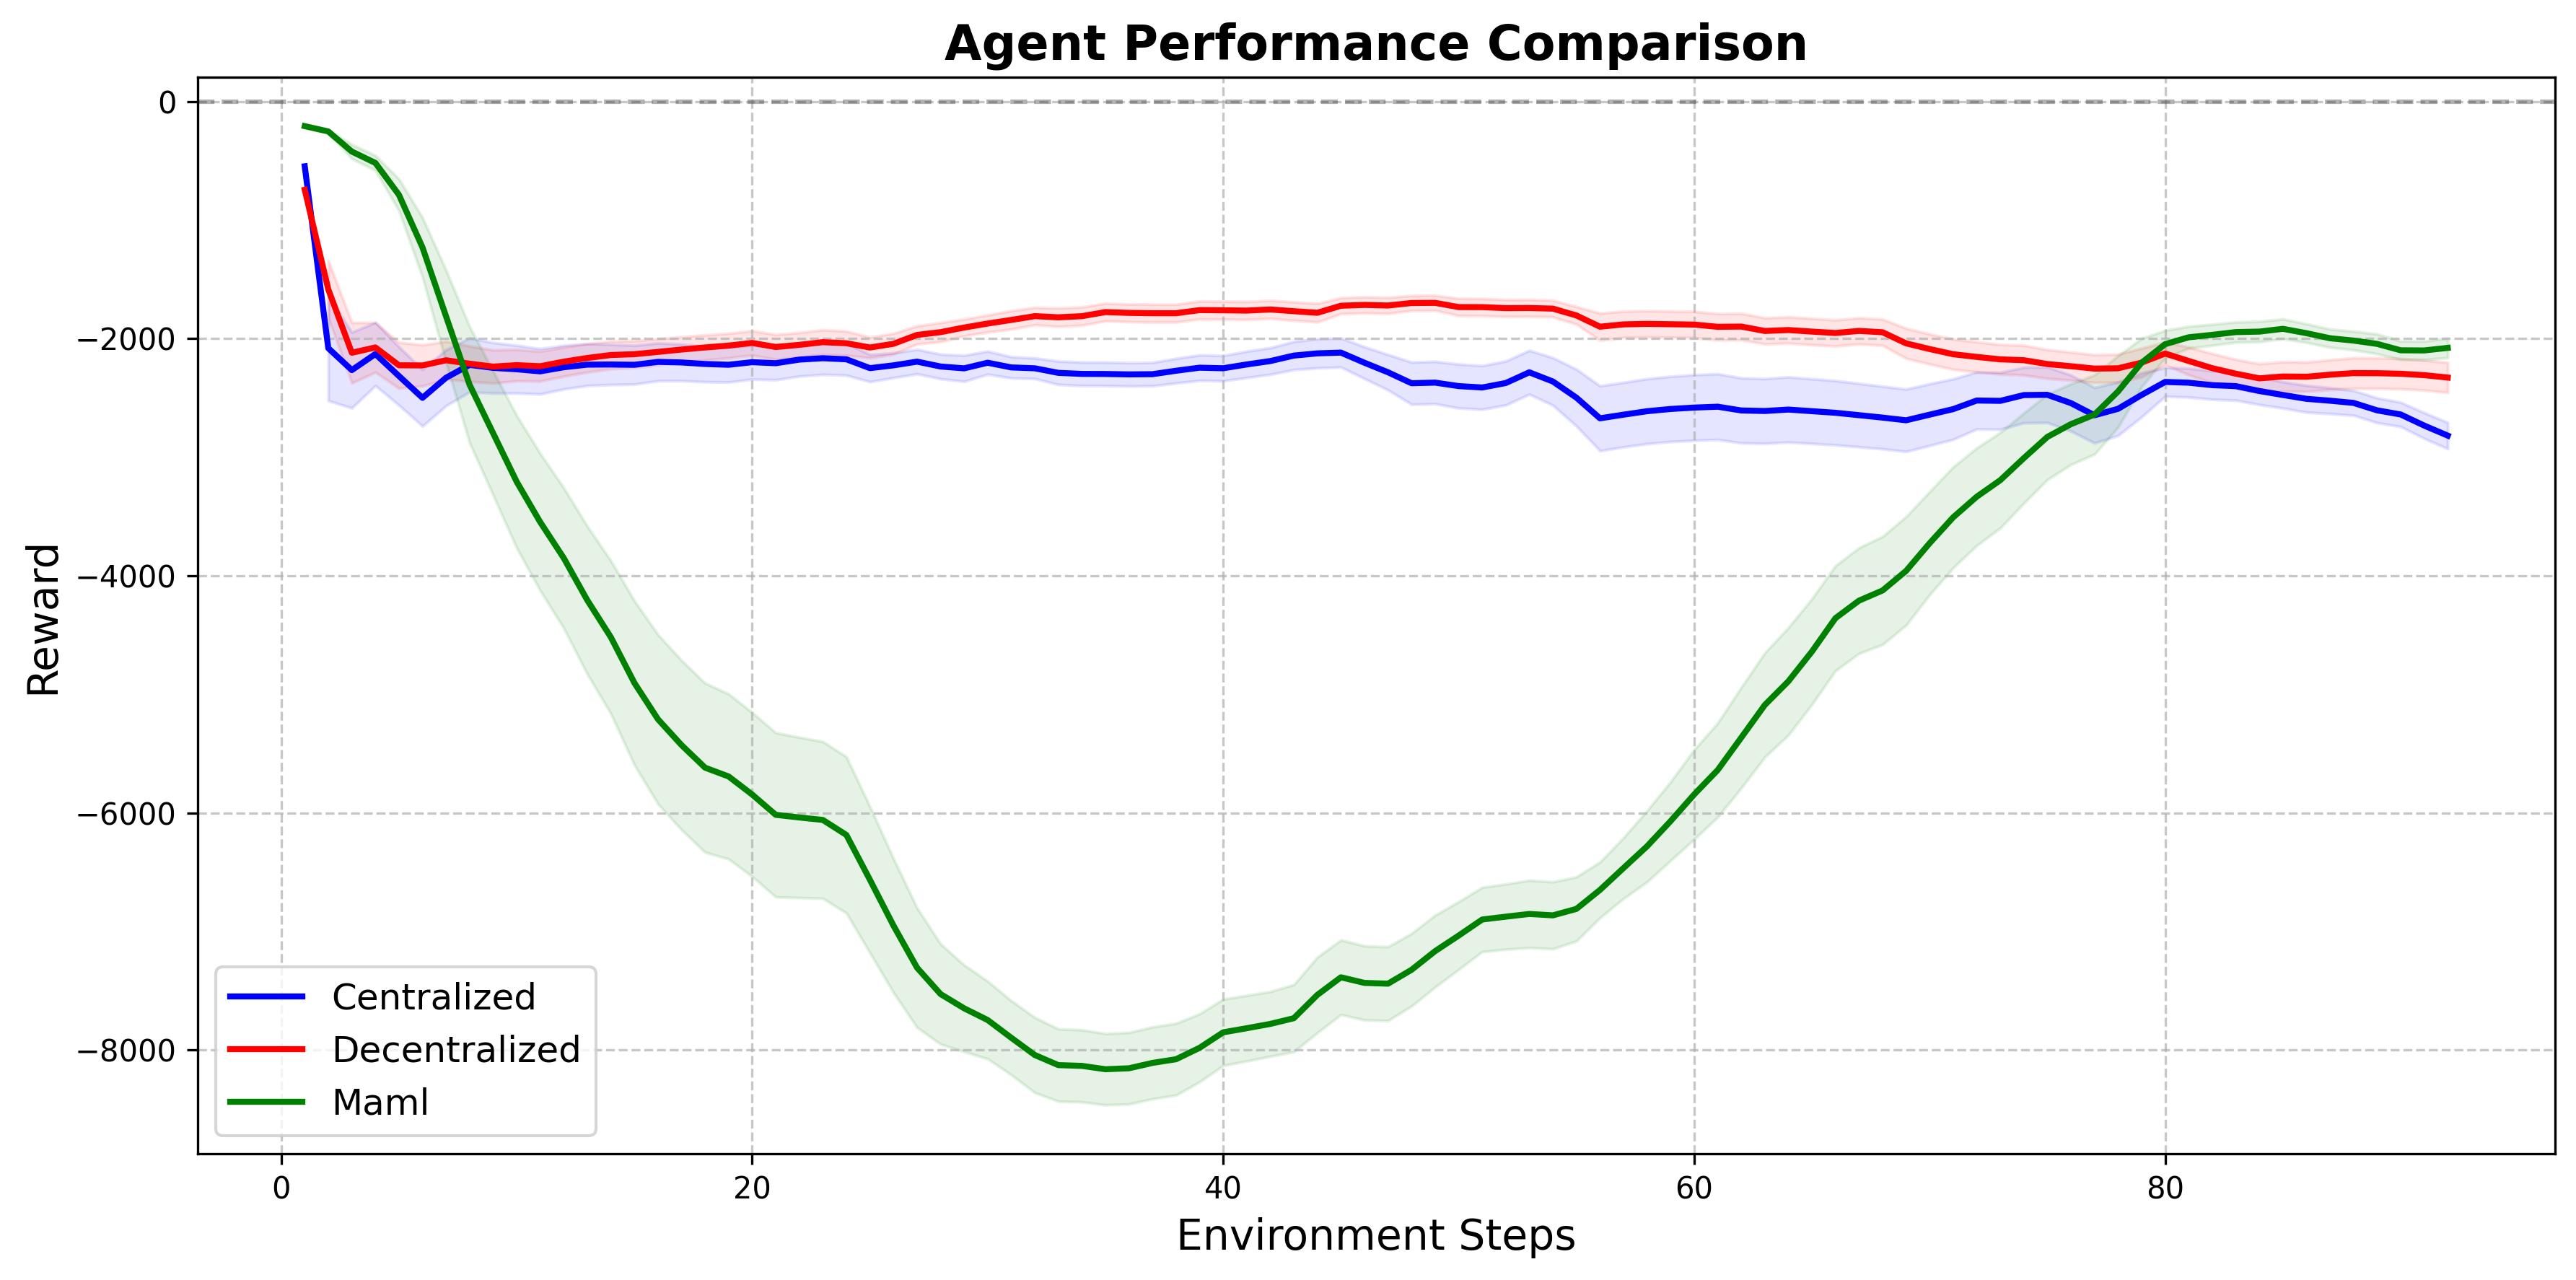 Agent Performance Comparison
0
−2000
−4000
−6000
−8000
Reward
Centralized
Decentralized
Maml
0 20 40 60 80
Environment Steps